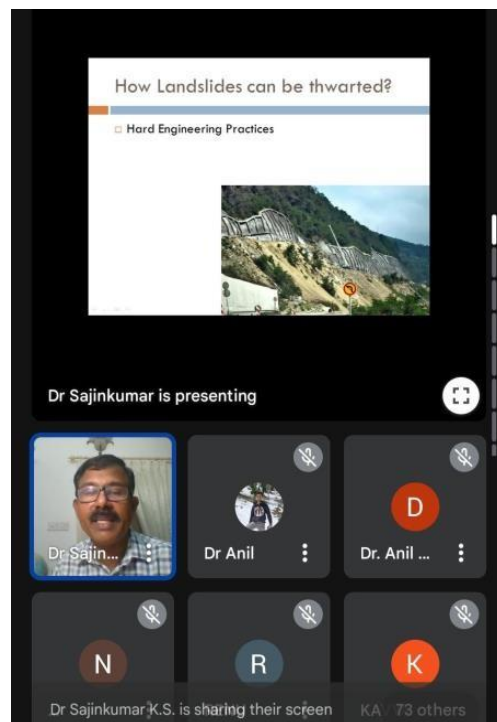 How Landslides can be thwarted?
Hard Engineering Practices
Dr Sajinkumar is presenting
Dr Sajin...
Dr Anil
D
Dr. Anil ...
N
R
K
Dr Sajinkumar K.S. is sharing their screen
KA
73 others